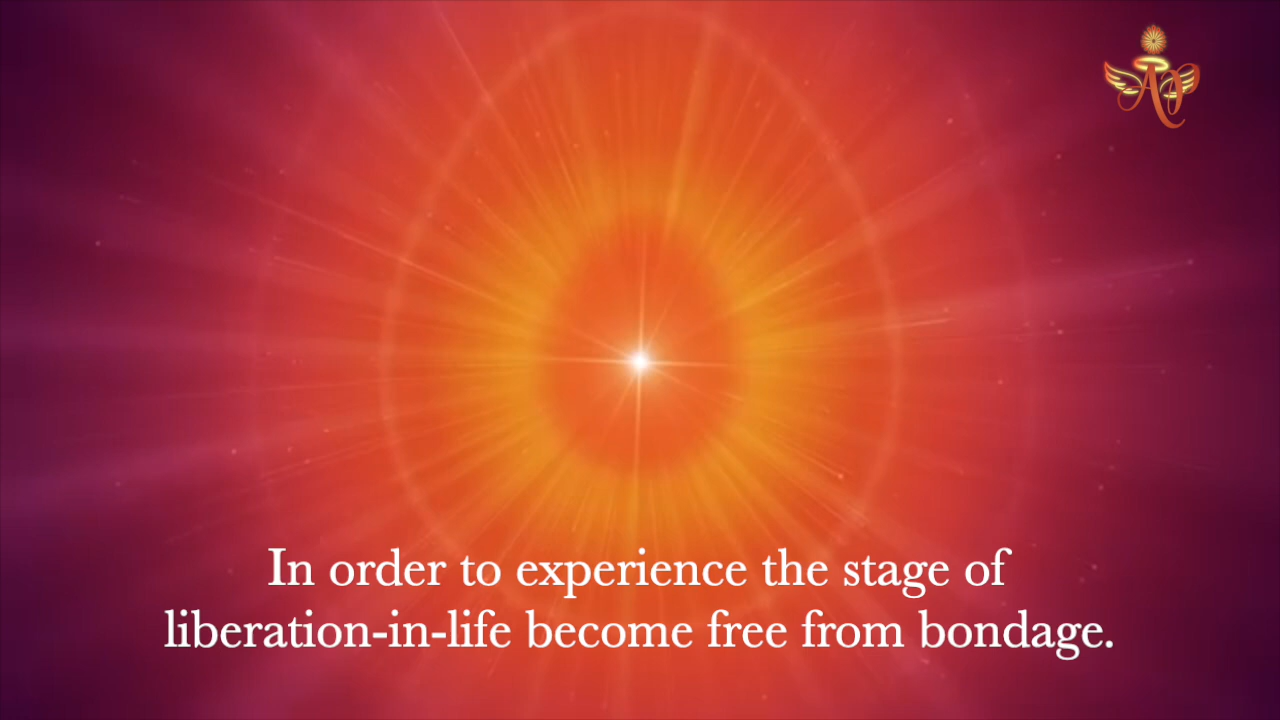 In order to experience the stage of
liberation-in-life become free from bondage.